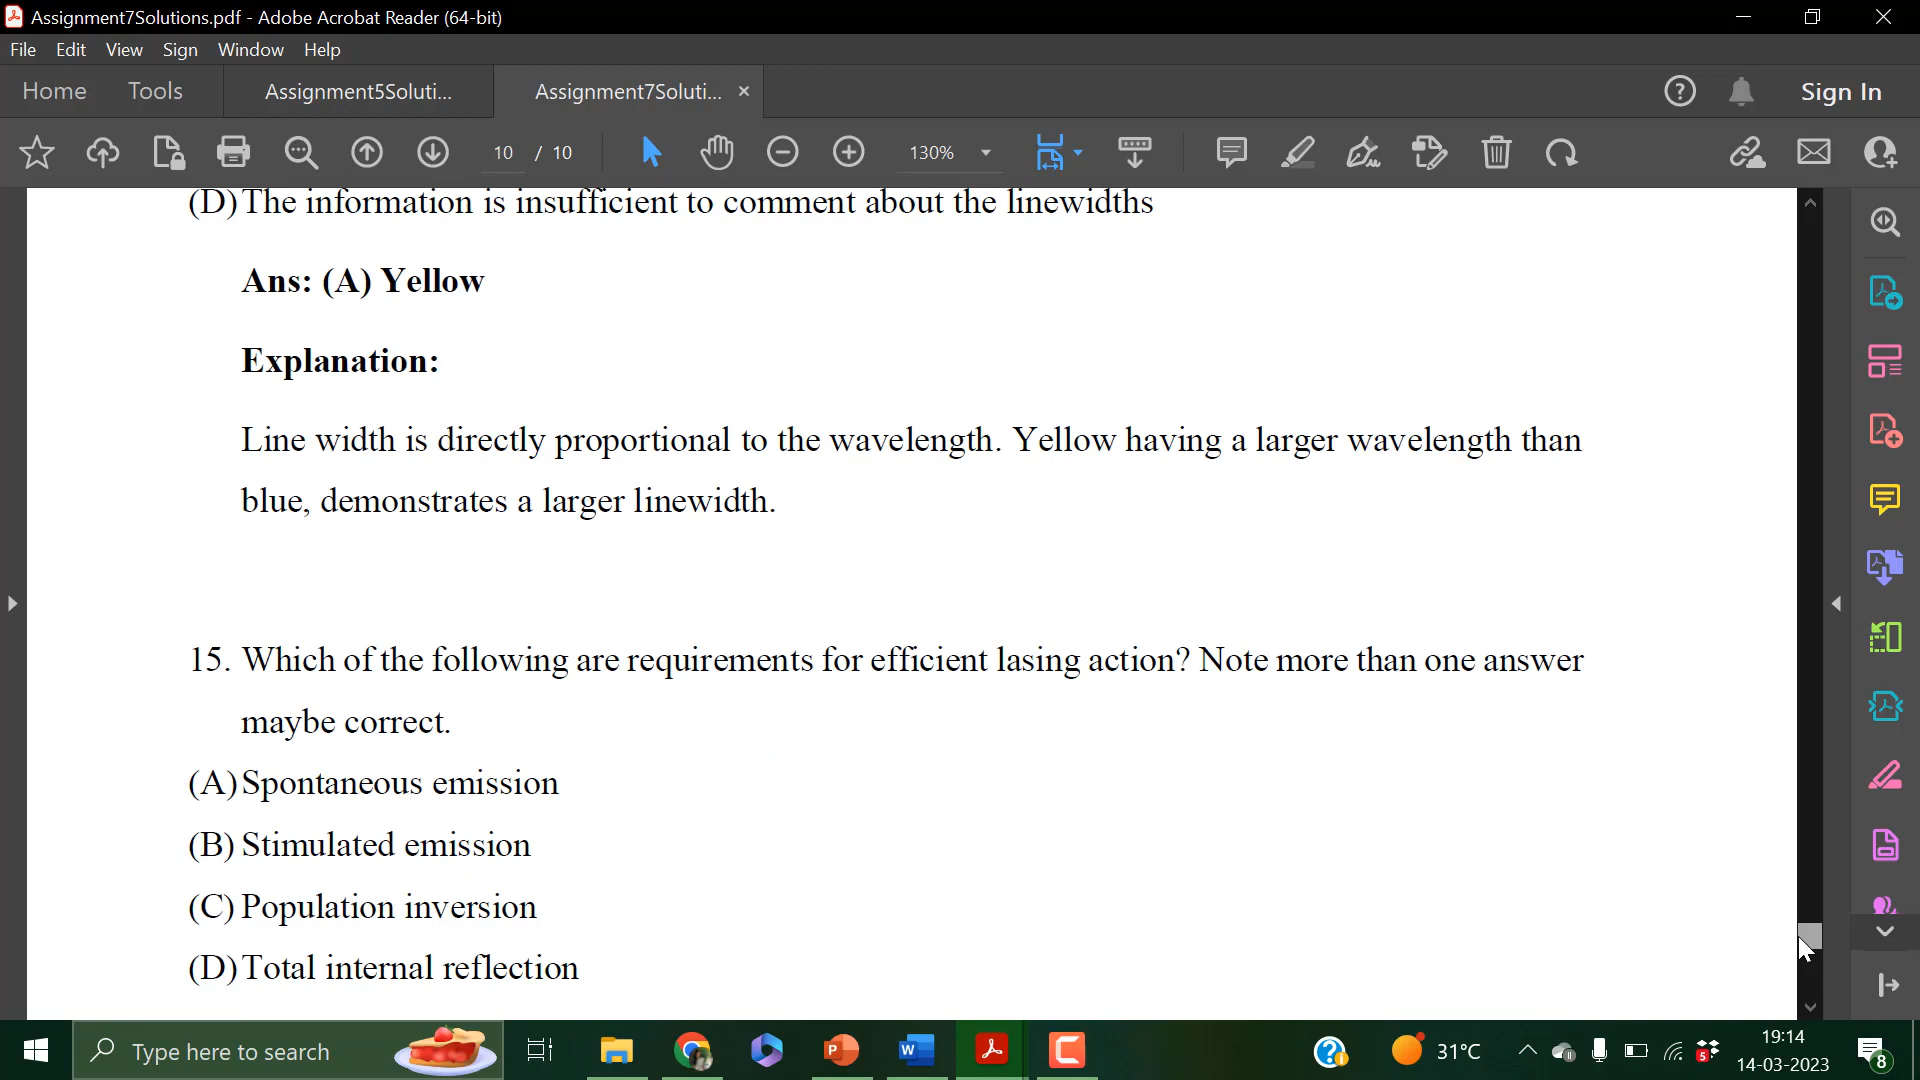 Assignment7Solutions.pdf - Adobe Acrobat Reader (64-bit)
File Edit View Sign Window Help
Home Tools Assignment5Soluti... Assignment7Soluti... × Sign In
10 / 10 130%
(D) The information is insufficient to comment about the linewidths
Ans: (A) Yellow
Explanation:
Line width is directly proportional to the wavelength. Yellow having a larger wavelength than
blue, demonstrates a larger linewidth.
15. Which of the following are requirements for efficient lasing action? Note more than one answer
maybe correct.
(A) Spontaneous emission
(B) Stimulated emission
(C) Population inversion
(D) Total internal reflection
Type here to search
31°C
19:14
14-03-2023
5
8